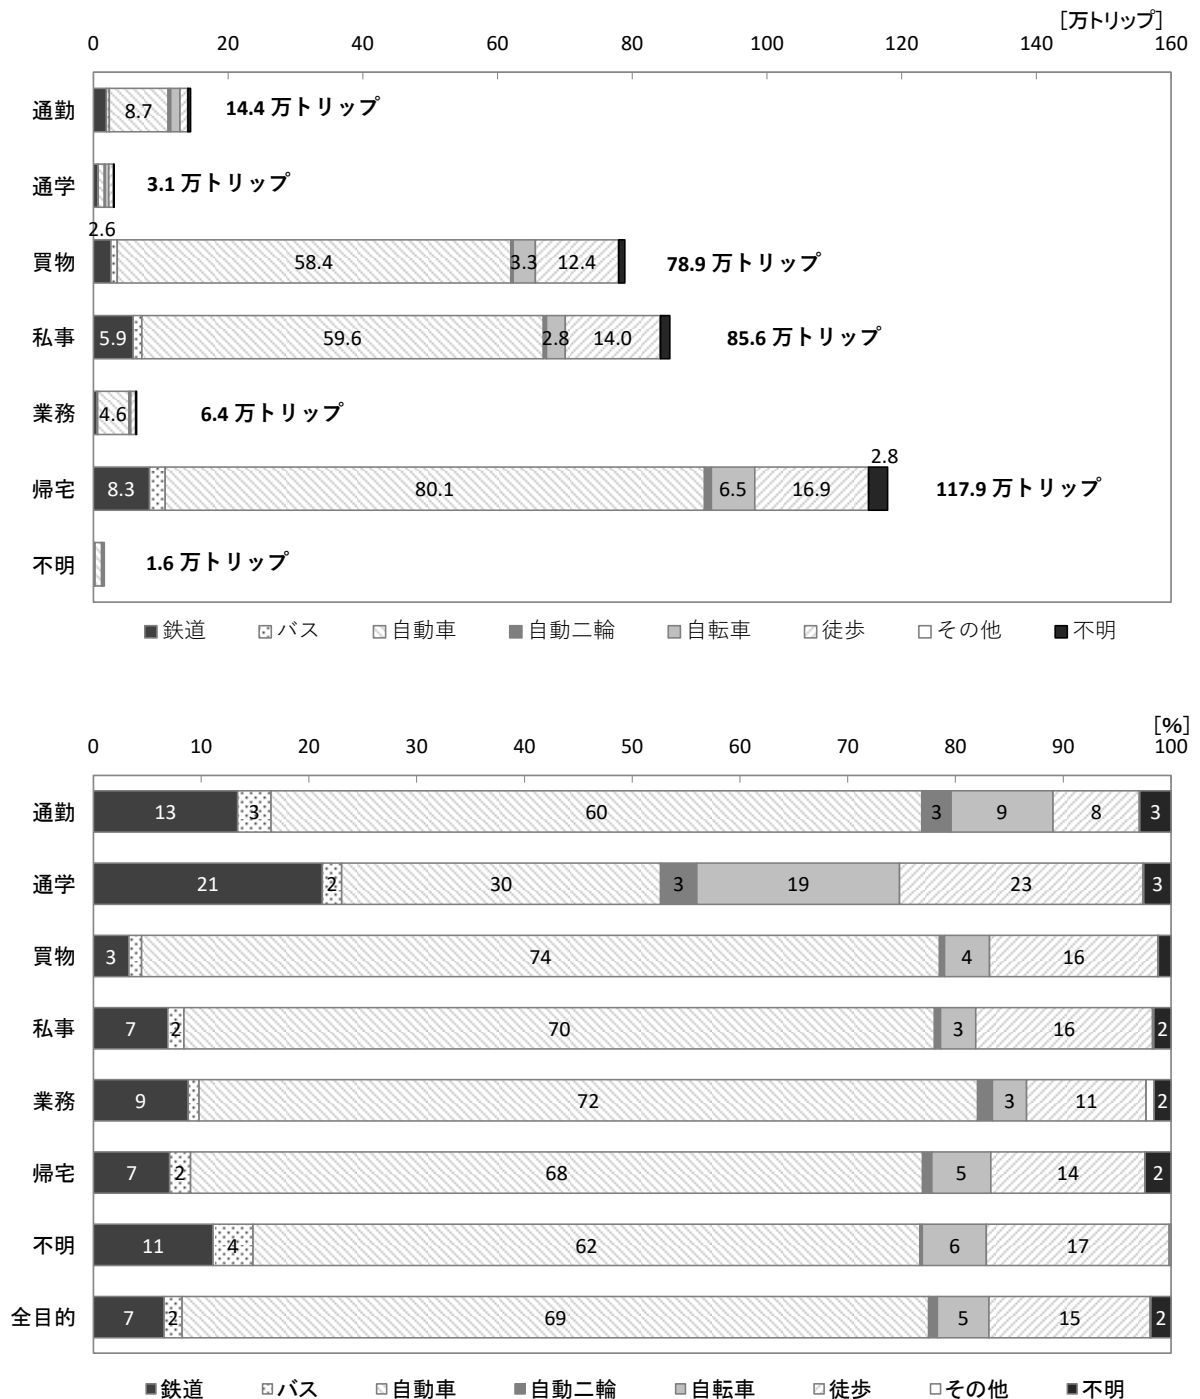 [万トリップ]
0 20 40 60 80 100 120 140 160
通勤 8.7 14.4 万トリップ
通学 3.1 万トリップ
2.6
買物 58.4 3.3 12.4 78.9 万トリップ
私事 5.9 59.6 2.8 14.0 85.6 万トリップ
業務 4.6 6.4 万トリップ
2.8
帰宅 8.3 80.1 6.5 16.9 117.9 万トリップ
不明 1.6 万トリップ
鉄道 バス 自動車 自動二輪 自転車 徒歩 その他 不明
[%]
0 10 20 30 40 50 60 70 80 90 100
通勤 13 3 60 3 9 8 3
通学 21 2 30 3 19 23 3
買物 3 74 4 16
私事 7 2 70 3 16 2
業務 9 72 3 11 2
帰宅 7 2 68 5 14 2
不明 11 4 62 6 17
全目的 7 2 69 5 15 2
鉄道 バス 自動車 自動二輪 自転車 徒歩 その他 不明